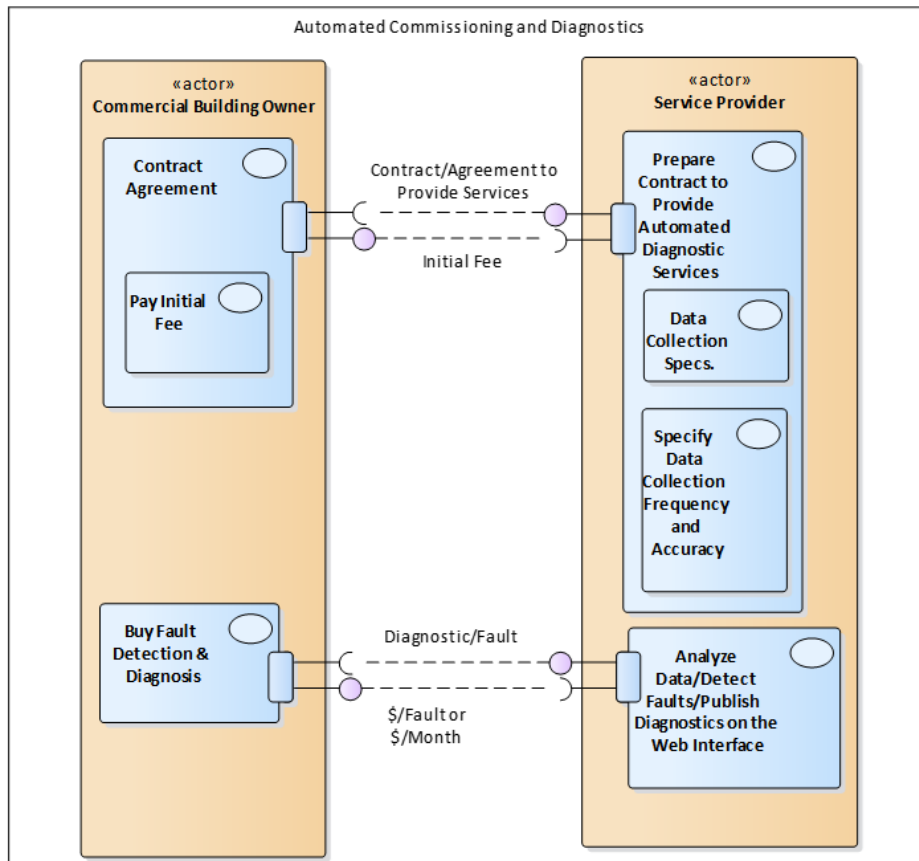 Automated Commissioning and Diagnostics
«actor»
Commercial Building Owner
Contract
Agreement
Pay Initial
Fee
Buy Fault
Detection &
Diagnosis
Contract/Agreement to
Provide Services
Initial Fee
Diagnostic/Fault
$/Fault or
$/Month
«actor»
Service Provider
Prepare
Contract to
Provide
Automated
Diagnostic
Services
Data
Collection
Specs.
Specify
Data
Collection
Frequency
and
Accuracy
Analyze
Data/Detect
Faults/Publish
Diagnostics on the
Web Interface